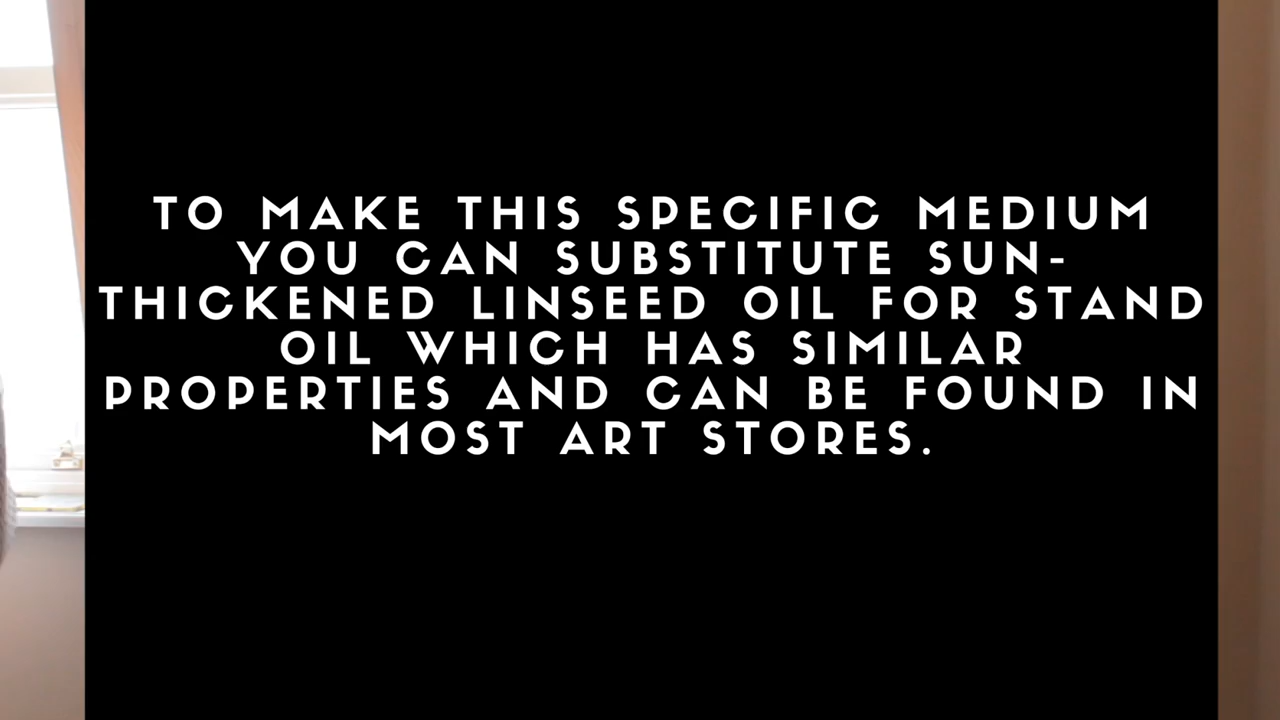 TO MAKE THIS SPECIFIC MEDIUM
YOU CAN SUBSTITUTE SUN-
THICKENED LINSEED OIL FOR STAND
OIL WHICH HAS SIMILAR
PROPERTIES AND CAN BE FOUND IN
MOST ART STORES.